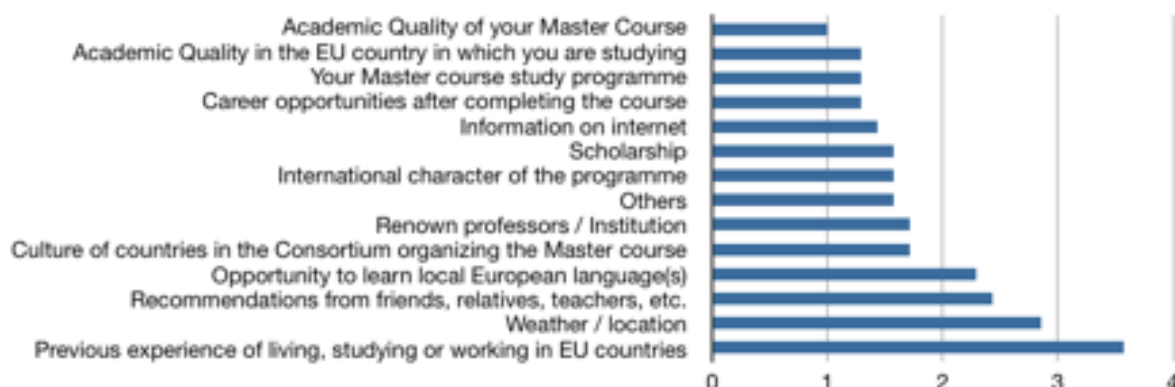 Academic Quality of your Master Course
Academic Quality in the EU country in which you are studying
Your Master course study programme
Career opportunities after completing the course
Information on internet
Scholarship
International character of the programme
Others
Renown professors / Institution
Culture of countries in the Consortium organizing the Master course
Opportunity to learn local European language(s)
Recommendations from friends, relatives, teachers, etc.
Weather / location
Previous experience of living, studying or working in EU countries
0 1 2 3 4